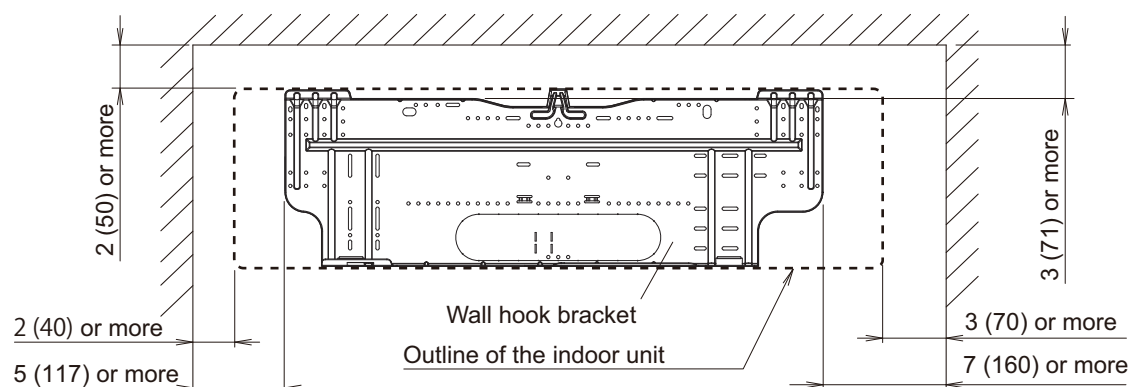 2 (50) or more
3 (71) or more
Wall hook bracket
2 (40) or more
3 (70) or more
Outline of the indoor unit
5 (117) or more
7 (160) or more